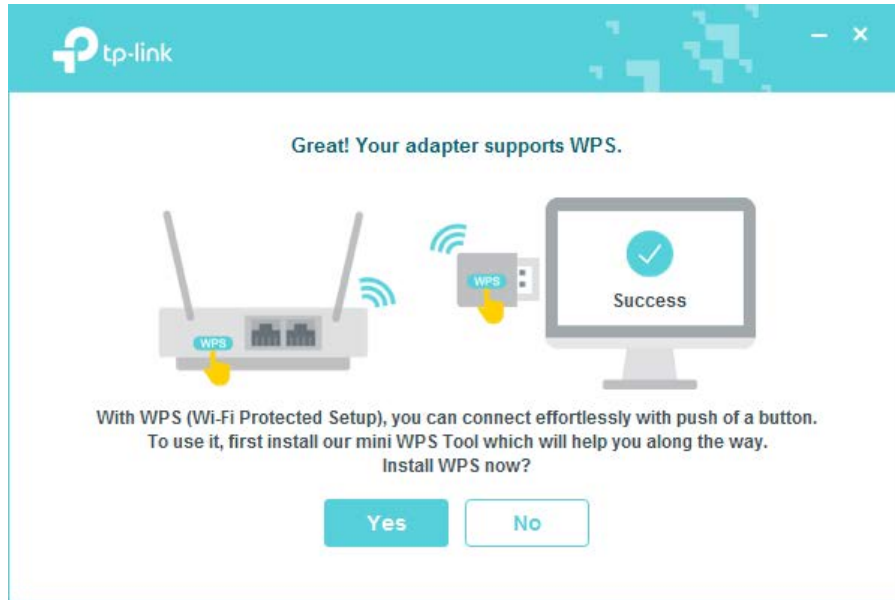 tp-link
Great! Your adapter supports WPS.
WPS
Success
WPS
With WPS (Wi-Fi Protected Setup), you can connect effortlessly with push of a button.
To use it, first install our mini WPS Tool which will help you along the way.
Install WPS now?
Yes
No